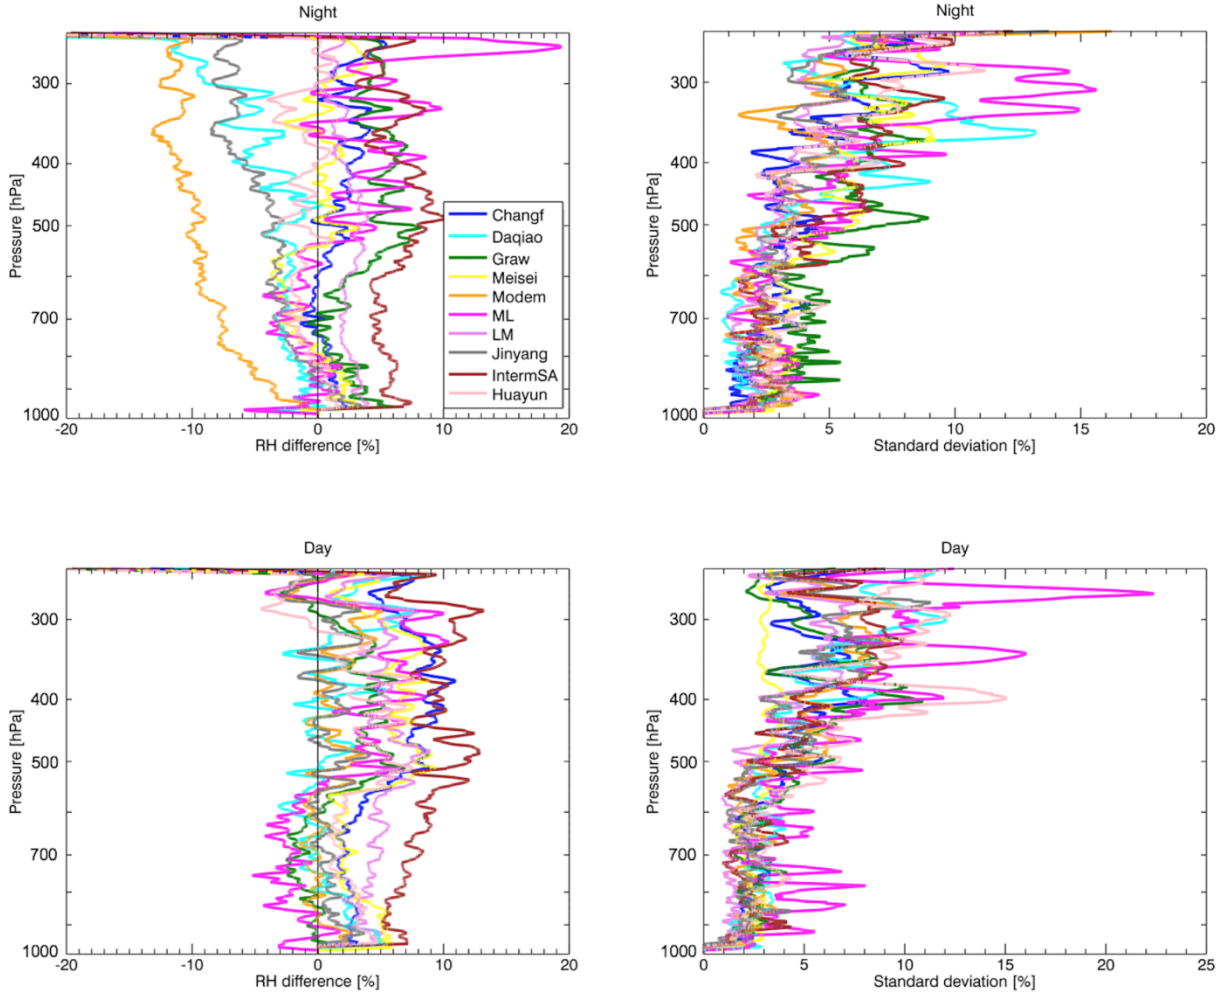 Night
Pressure [hPa]
300
400
500
700
1000
-20
-10
0
10
20
RH difference [%]
Changf
Daqiao
Graw
Meisei
Modem
ML
LM
Jinyang
IntermSA
Huayun
Night
Pressure [hPa]
300
400
500
700
1000
0
5
10
15
20
Standard deviation [%]
Day
Pressure [hPa]
300
400
500
700
1000
-20
-10
0
10
20
RH difference [%]
Day
Pressure [hPa]
300
400
500
700
1000
0
5
10
15
20
25
Standard deviation [%]